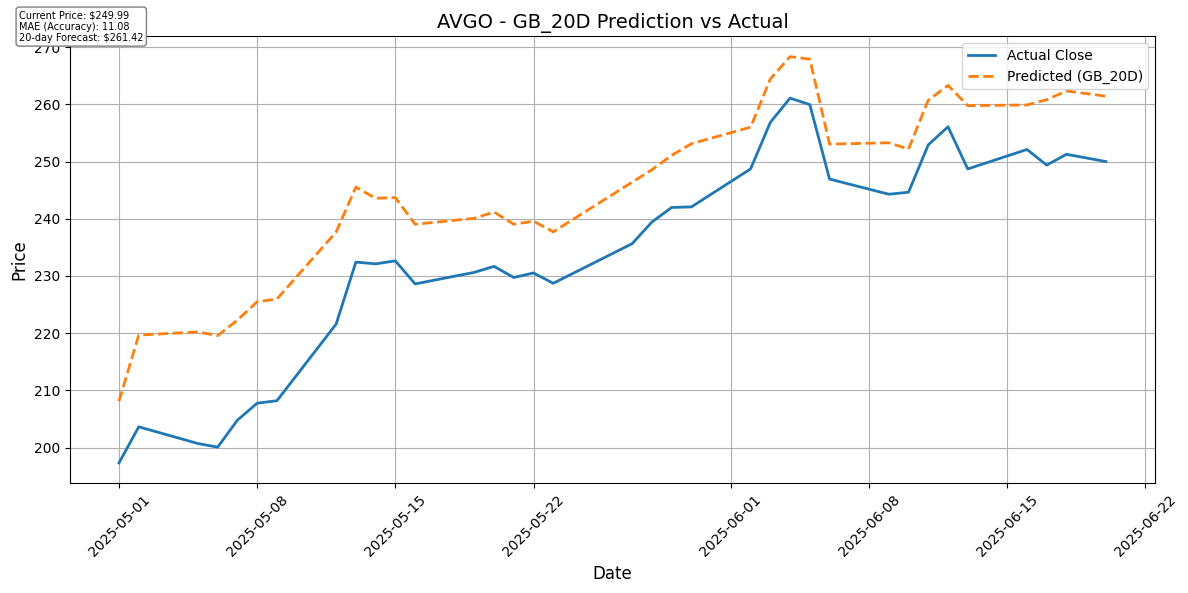 Current Price: $249.99
MAE (Accuracy): 11.08
20-day Forecast: $261.42
AVGO - GB_20D Prediction vs Actual
Actual Close
Predicted (GB_20D)
Price
270
260
250
240
230
220
210
200
2025-05-01
2025-05-08
2025-05-15
2025-05-22
2025-06-01
2025-06-08
2025-06-15
2025-06-22
Date